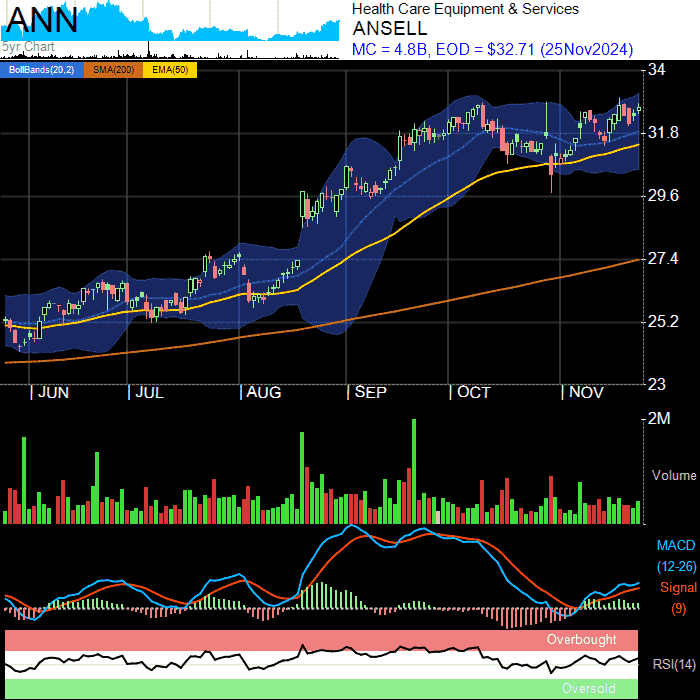 ANN
5yr Chart
Health Care Equipment & Services
ANSELL
MC = 4.8B, EOD = $32.71 (25Nov2024)
BollBands(20,2) SMA(200) EMA(50)
34
31.8
29.6
27.4
25.2
23
| JUN | JUL | AUG | SEP | OCT | NOV
2M
Volume
MACD
(12-26)
Signal
(9)
Overbought
RSI(14)
Oversold